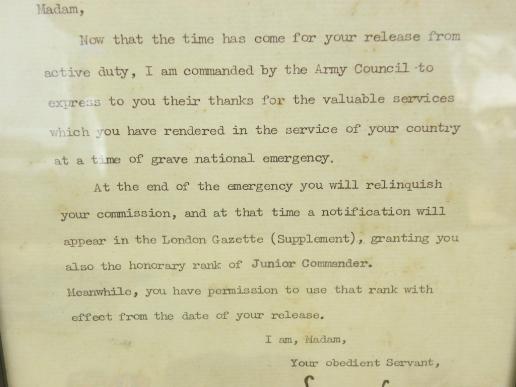 Madam,
Now that the time has come for your release from
active duty, I am commanded by the Army Council to
express to you their thanks for the valuable services
which you have rendered in the service of your country
at a time of grave national emergency.
At the end of the emergency you will relinquish
your commission, and at that time a notification will
appear in the London Gazette (Supplement), granting you
also the honorary rank of Junior Commander.
Meanwhile, you have permission to use that rank with
effect from the date of your release.
I am, Madam,
Your obedient Servant,